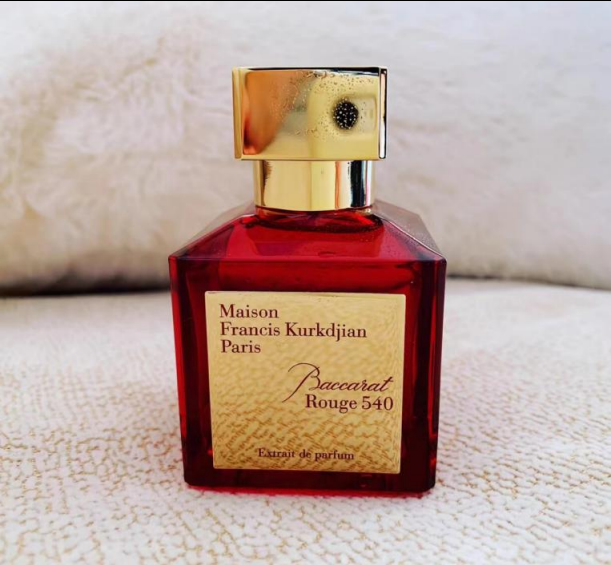 Maison
Francis Kurkdjian
Paris
Baccarat
Rouge 540
Extrait de parfum